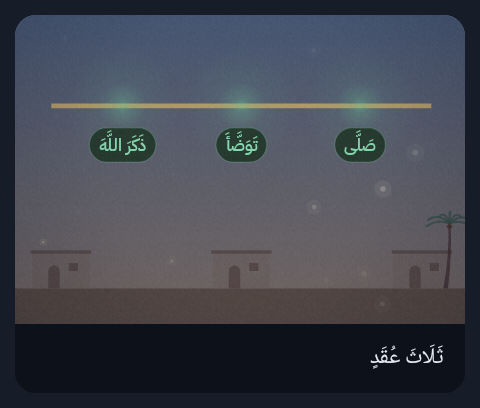 صَلَّى
تَوَضَّأَ
ذَكَرَ اللَّهَ
ثَلَاثَ عُقَدٍ